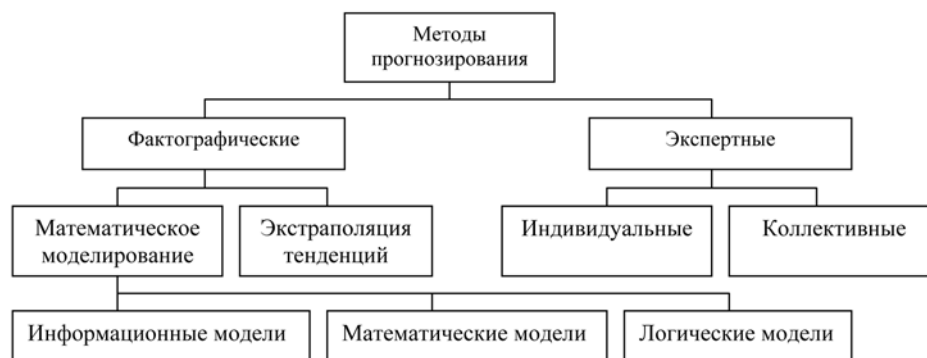 Методы
прогнозирования
Фактографические
Экспертные
Математическое
моделирование
Экстраполяция
тенденций
Индивидуальные
Коллективные
Информационные модели
Математические модели
Логические модели